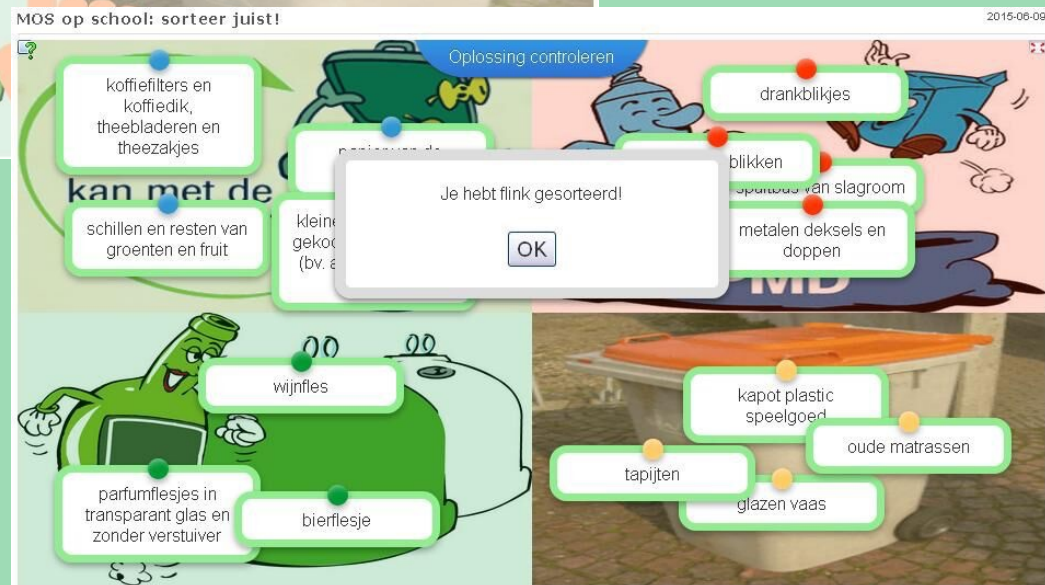 MOS op school: sorteer juist!
2015-06-09
Oplossing controleren
koffiefilters en
koffiedik,
theebladeren en
theezakjes
drankblikjes
blikken
van slagroom
kan met de
Je hebt flink gesorteerd!
OK
schillen en resten van
groenten en fruit
metalen deksels en
doppen
(bv.
PMD
wijnfles
kapot plastic
speelgoed
oude matrassen
tapijten
glazen vaas
parfumflesjes in
transparant glas en
zonder verstuiver
bierflesje